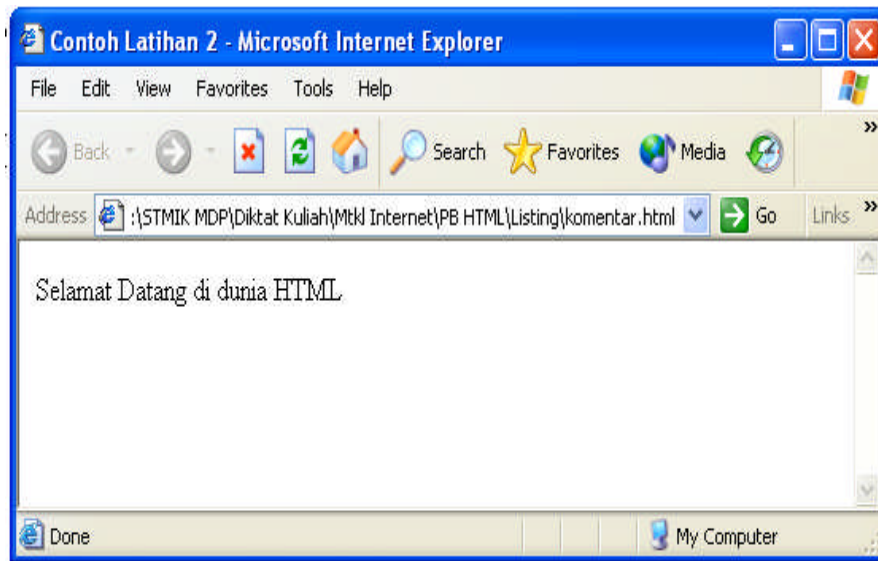 Contoh Latihan 2 - Microsoft Internet Explorer
File Edit View Favorites Tools Help
Back Search Favorites Media »
Address :\STMIK MDP\Diktat Kuliah\Mtkl Internet\PB HTML\Listing\komentar.html Go Links »
Selamat Datang di dunia HTML
Done My Computer